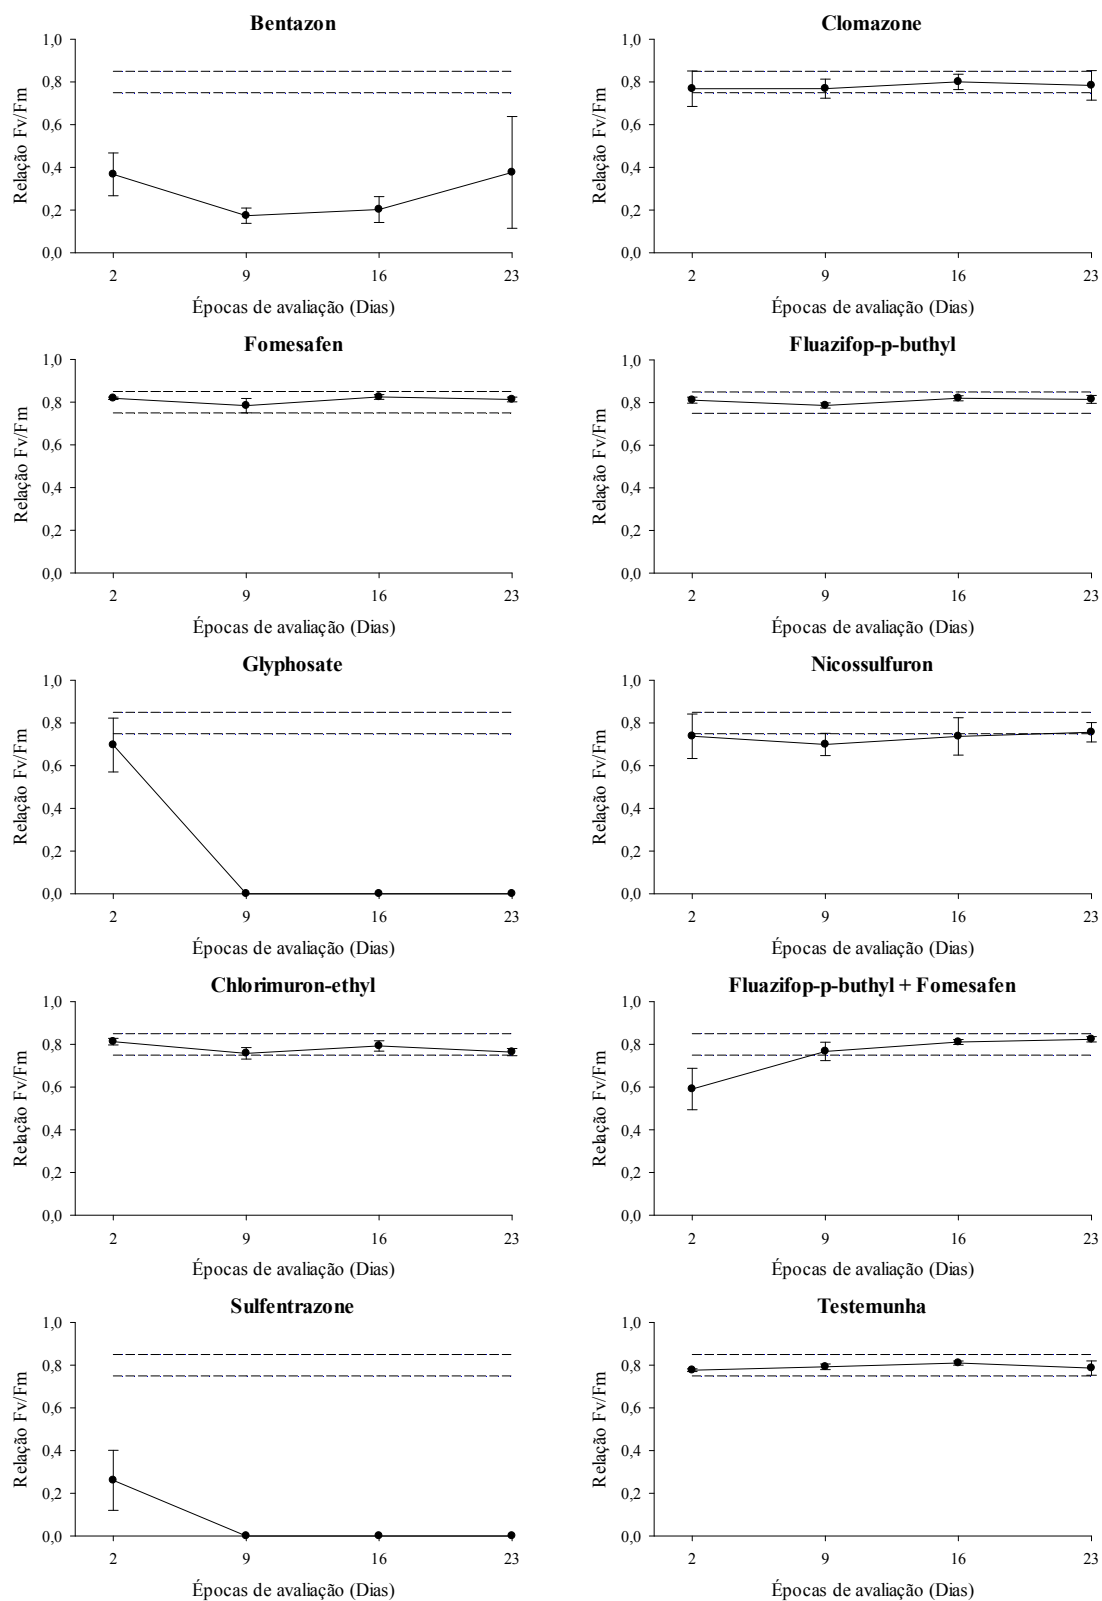 Bentazon
1,0
0,8
0,6
0,4
0,2
0,0
Relação Fv/Fm
2 9 16 23
Épocas de avaliação (Dias)
Clomazone
1,0
0,8
0,6
0,4
0,2
0,0
Relação Fv/Fm
2 9 16 23
Épocas de avaliação (Dias)
Fomesafen
1,0
0,8
0,6
0,4
0,2
0,0
Relação Fv/Fm
2 9 16 23
Épocas de avaliação (Dias)
Fluazifop-p-buthyl
1,0
0,8
0,6
0,4
0,2
0,0
Relação Fv/Fm
2 9 16 23
Épocas de avaliação (Dias)
Glyphosate
1,0
0,8
0,6
0,4
0,2
0,0
Relação Fv/Fm
2 9 16 23
Épocas de avaliação (Dias)
Nicossulfuron
1,0
0,8
0,6
0,4
0,2
0,0
Relação Fv/Fm
2 9 16 23
Épocas de avaliação (Dias)
Chlorimuron-ethyl
1,0
0,8
0,6
0,4
0,2
0,0
Relação Fv/Fm
2 9 16 23
Épocas de avaliação (Dias)
Fluazifop-p-buthyl + Fomesafen
1,0
0,8
0,6
0,4
0,2
0,0
Relação Fv/Fm
2 9 16 23
Épocas de avaliação (Dias)
Sulfentrazone
1,0
0,8
0,6
0,4
0,2
0,0
Relação Fv/Fm
2 9 16 23
Épocas de avaliação (Dias)
Testemunha
1,0
0,8
0,6
0,4
0,2
0,0
Relação Fv/Fm
2 9 16 23
Épocas de avaliação (Dias)